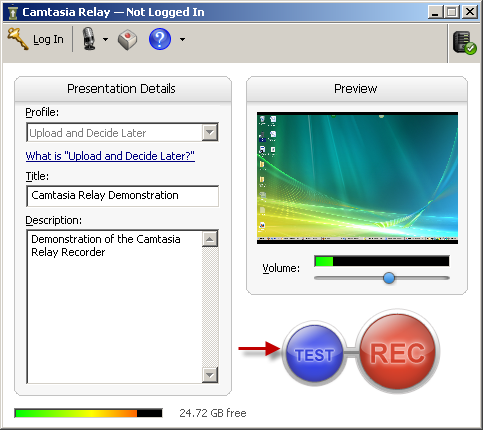 Camtasia Relay — Not Logged In
Log In
Presentation Details
Profile:
Upload and Decide Later
What is "Upload and Decide Later?"
Title:
Camtasia Relay Demonstration
Description:
Demonstration of the Camtasia
Relay Recorder
24.72 GB free
Preview
Volume:
TEST
REC